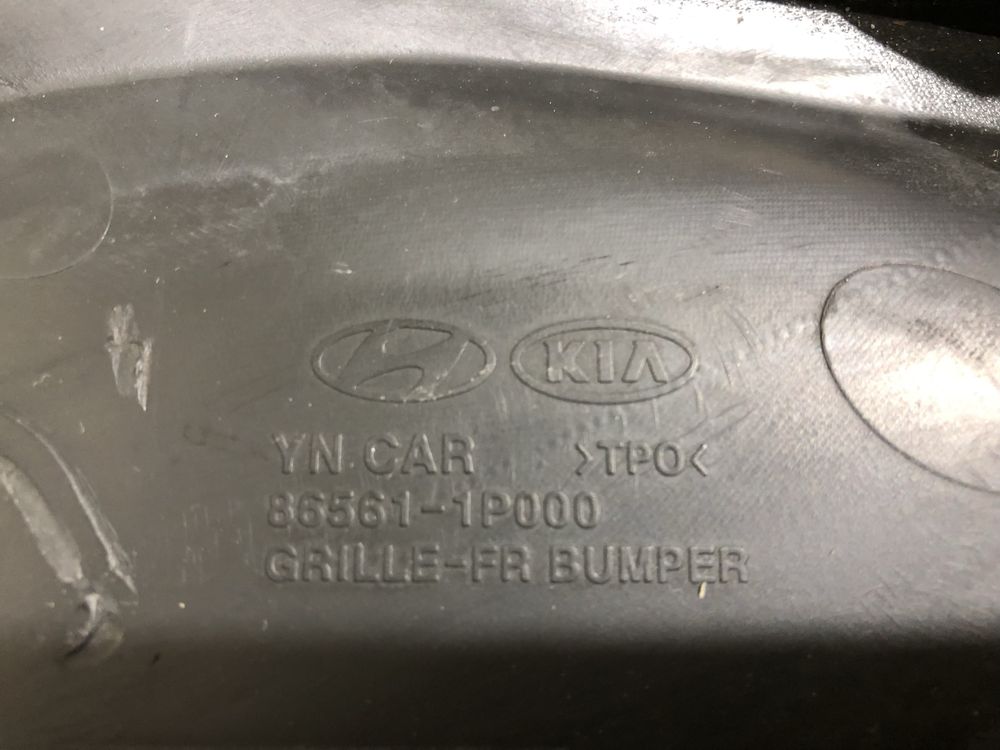 KIA
YN CAR >TPO<
86561-1P000
GRILLE-FR BUMPER